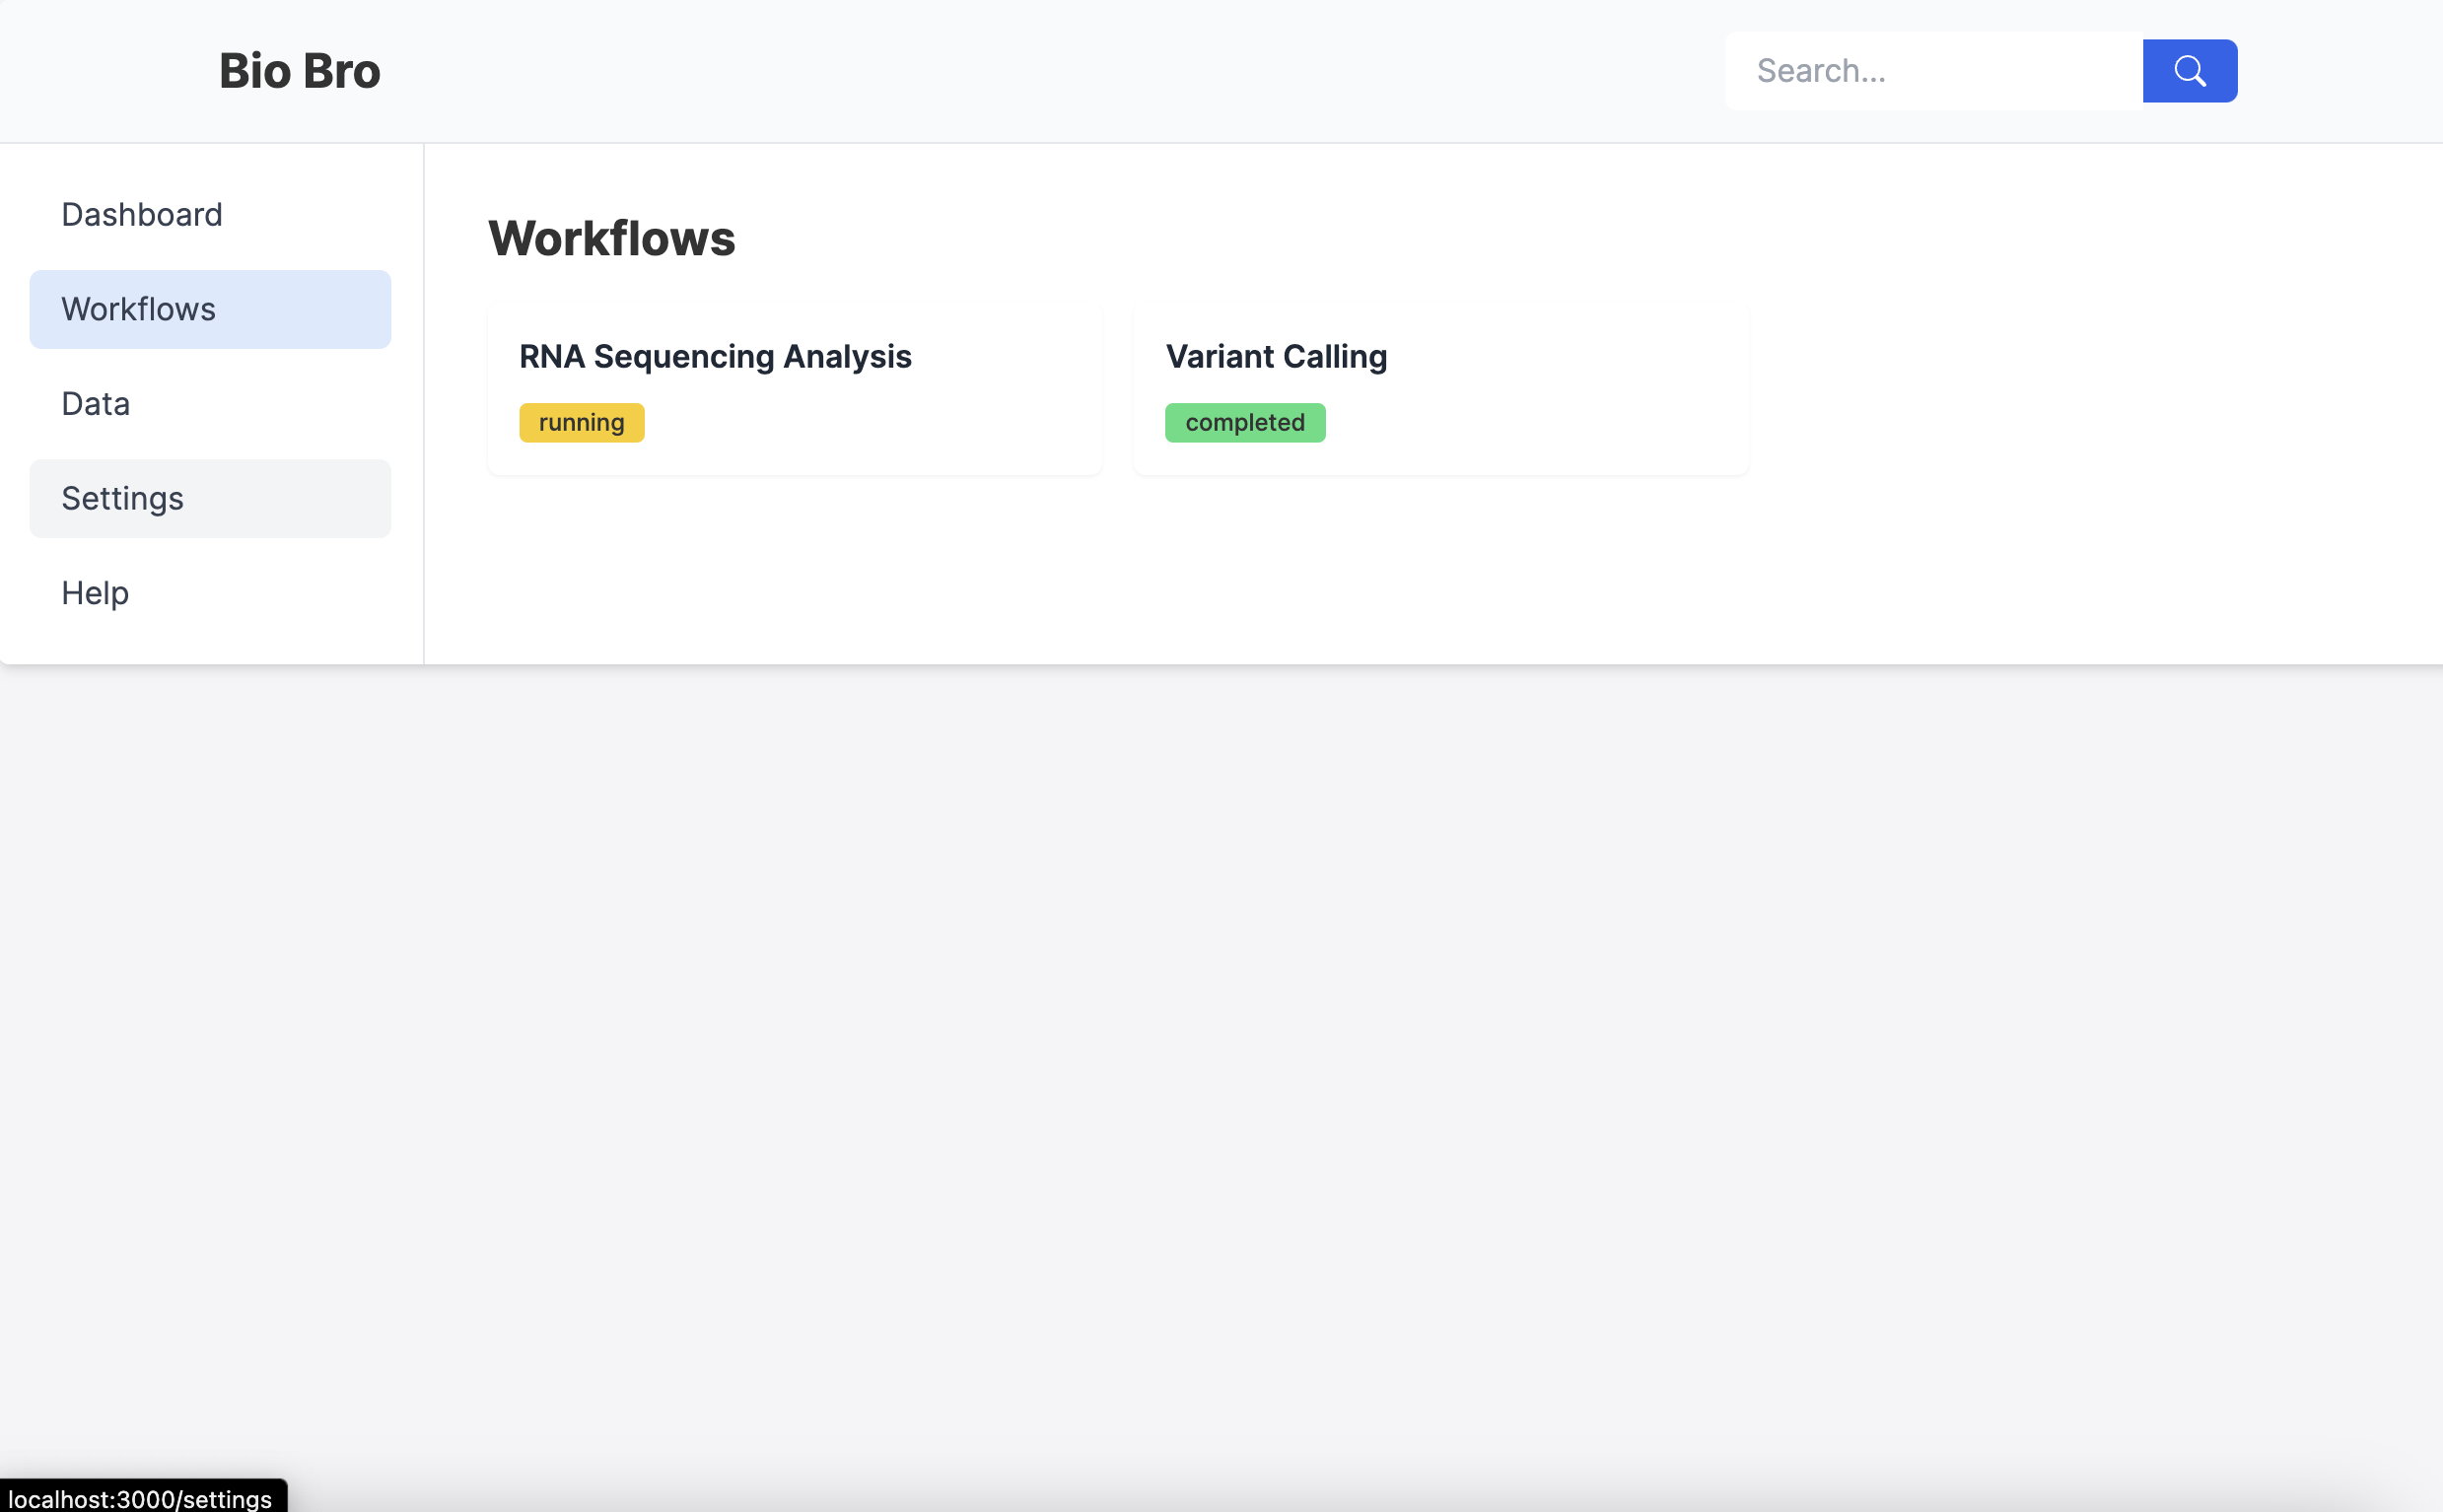 Bio Bro
Search...
Dashboard
Workflows
Data
Settings
Help
Workflows
RNA Sequencing Analysis
running
Variant Calling
completed
localhost:3000/settings